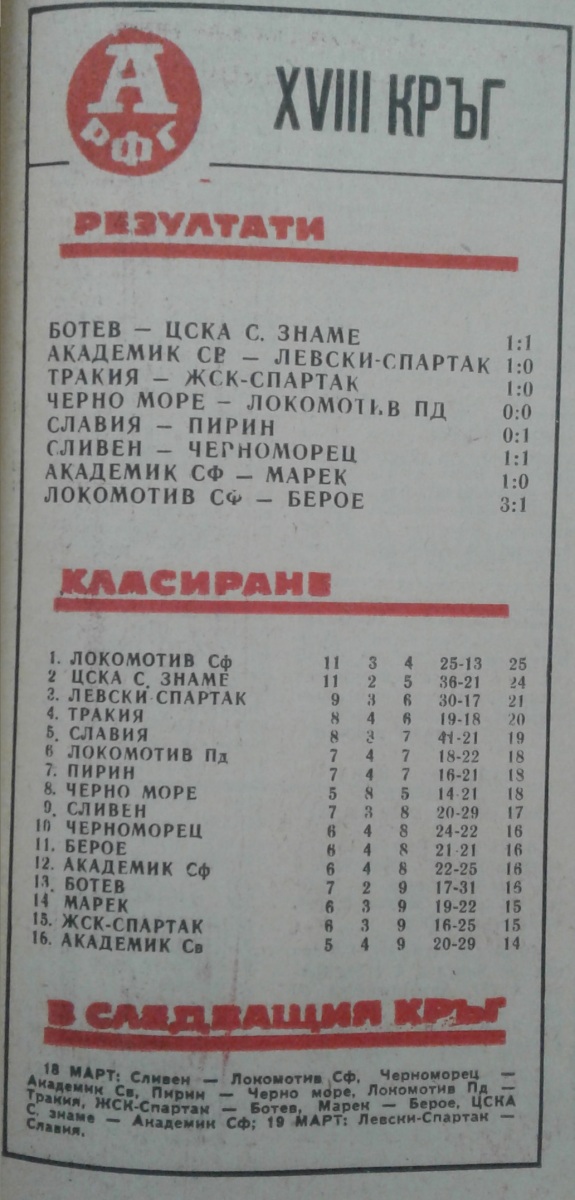 А
РФГ
XVIII КРЪГ
РЕЗУЛТАТИ
БОТЕВ — ЦСКА С. ЗНАМЕ 1:1
АКАДЕМИК СВ — ЛЕВСКИ-СПАРТАК 1:0
ТРАКИЯ — ЖСК-СПАРТАК 1:0
ЧЕРНО МОРЕ — ЛОКОМОТИВ ПД 0:0
СЛАВИЯ — ПИРИН 0:1
СЛИВЕН — ЧЕРНОМОРЕЦ 1:1
АКАДЕМИК СФ — МАРЕК 1:0
ЛОКОМОТИВ СФ — БЕРОЕ 3:1
КЛАСИРАНЕ
1. ЛОКОМОТИВ Сф 11 3 4 25-13 25
2 ЦСКА С. ЗНАМЕ 11 2 5 36-21 24
3. ЛЕВСКИ СПАРТАК 9 3 6 30-17 21
4. ТРАКИЯ 8 4 6 19-18 20
5. СЛАВИЯ 8 3 7 41-21 19
6 ЛОКОМОТИВ Пд 7 4 7 18-22 18
7. ПИРИН 7 4 7 16-21 18
8. ЧЕРНО МОРЕ 5 8 5 14-21 18
9. СЛИВЕН 7 3 8 20-29 17
10 ЧЕРНОМОРЕЦ 6 4 8 24-22 16
11. БЕРОЕ 6 4 8 21-21 16
12. АКАДЕМИК Сф 6 4 8 22-25 16
13. БОТЕВ 7 2 9 17-31 16
14 МАРЕК 6 3 9 19-22 15
15. ЖСК-СПАРТАК 6 3 9 16-25 15
16. АКАДЕМИК Св 5 4 9 20-29 14
В СЛЕДВАЩИЯ КРЪГ
18 МАРТ: Сливен — Локомотив Сф, Черноморец —
Академик Св, Пирин — Черно море, Локомотив Пд —
Тракия, ЖСК-Спартак — Ботев, Марек — Берое, ЦСКА
С. знаме — Академик Сф; 19 МАРТ: Левски-Спартак —
Славия.